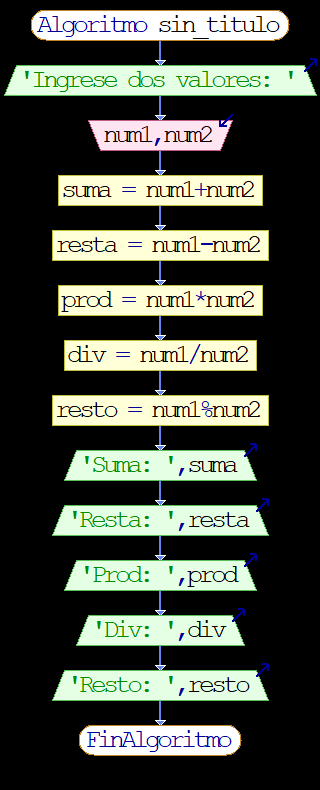 Algoritmo sin_titulo
'Ingrese dos valores: '
num1,num2
suma = num1+num2
resta = num1-num2
prod = num1*num2
div = num1/num2
resto = num1%num2
'Suma: ',suma
'Resta: ',resta
'Prod: ',prod
'Div: ',div
'Resto: ',resto
FinAlgoritmo